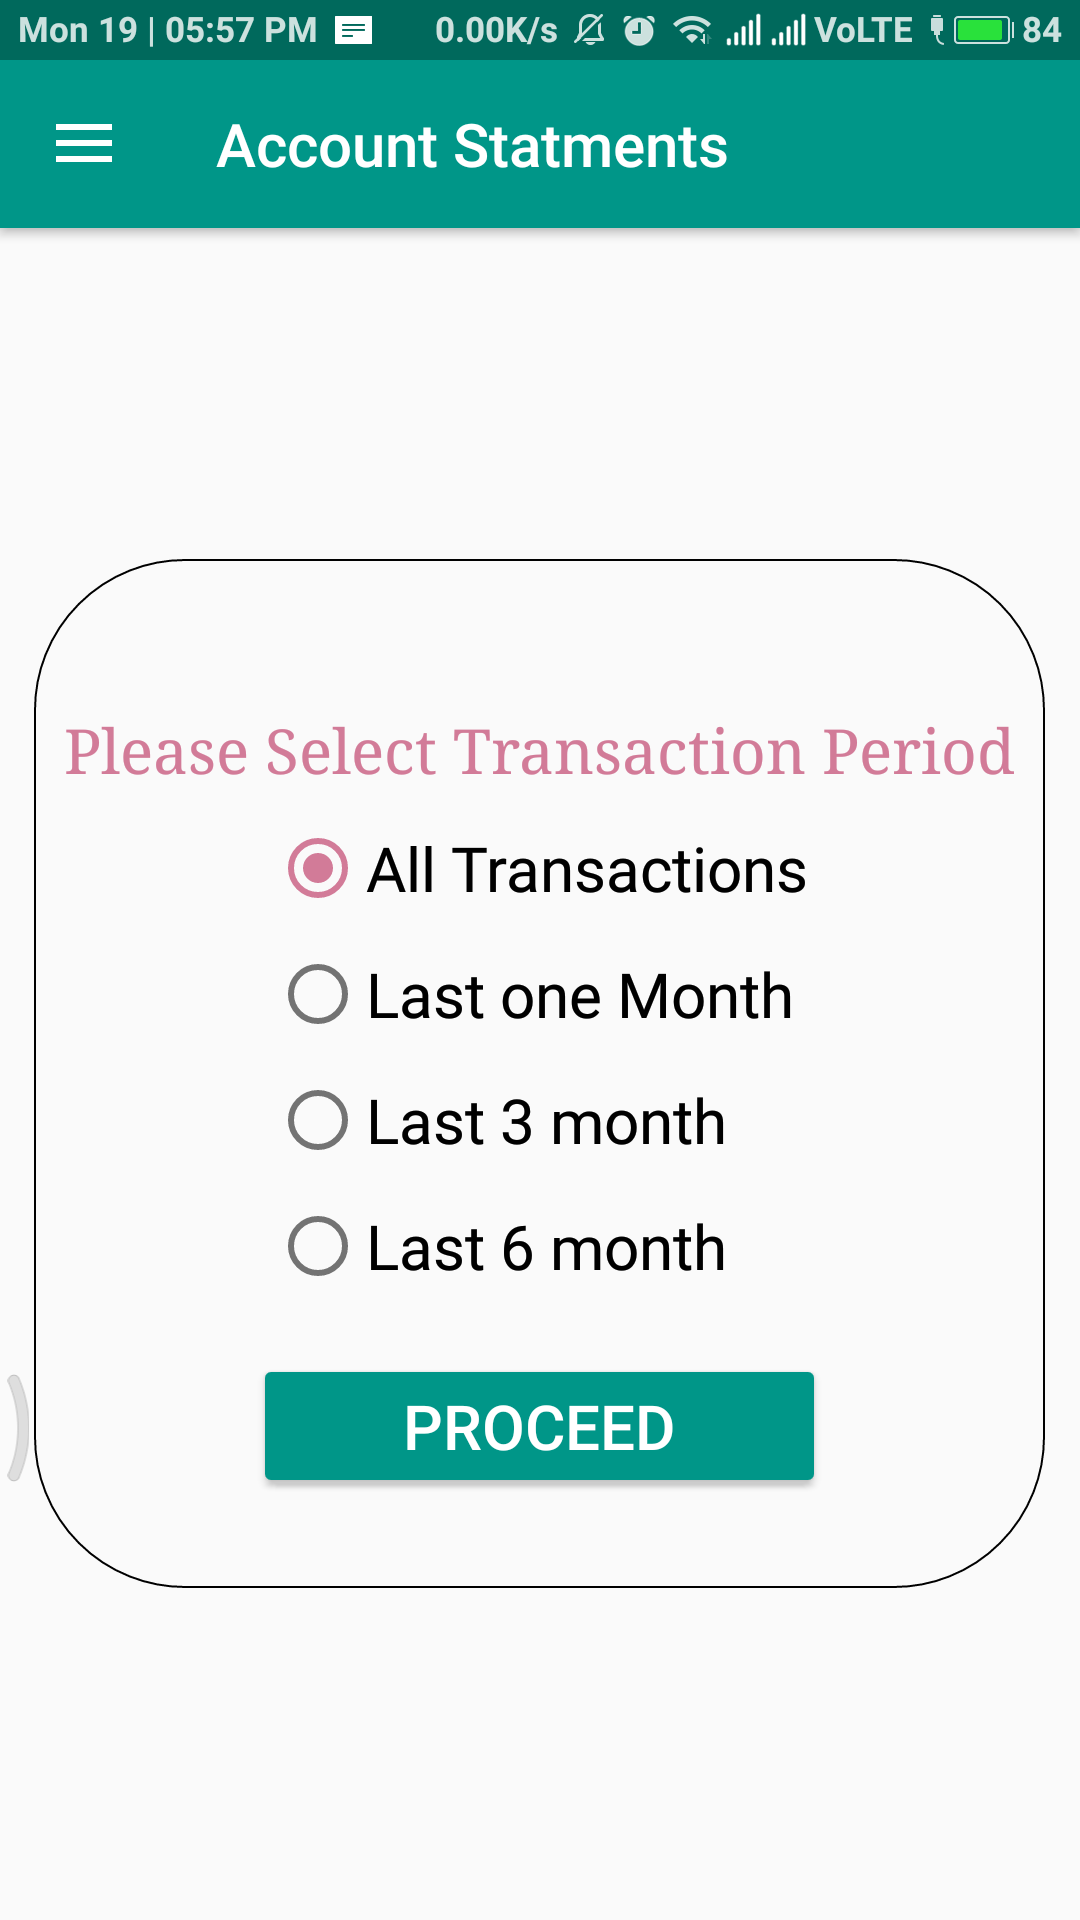 Mon 19 | 05:57 PM 0.00K/s VoLTE 84
Account Statments
Please Select Transaction Period
All Transactions
Last one Month
Last 3 month
Last 6 month
PROCEED